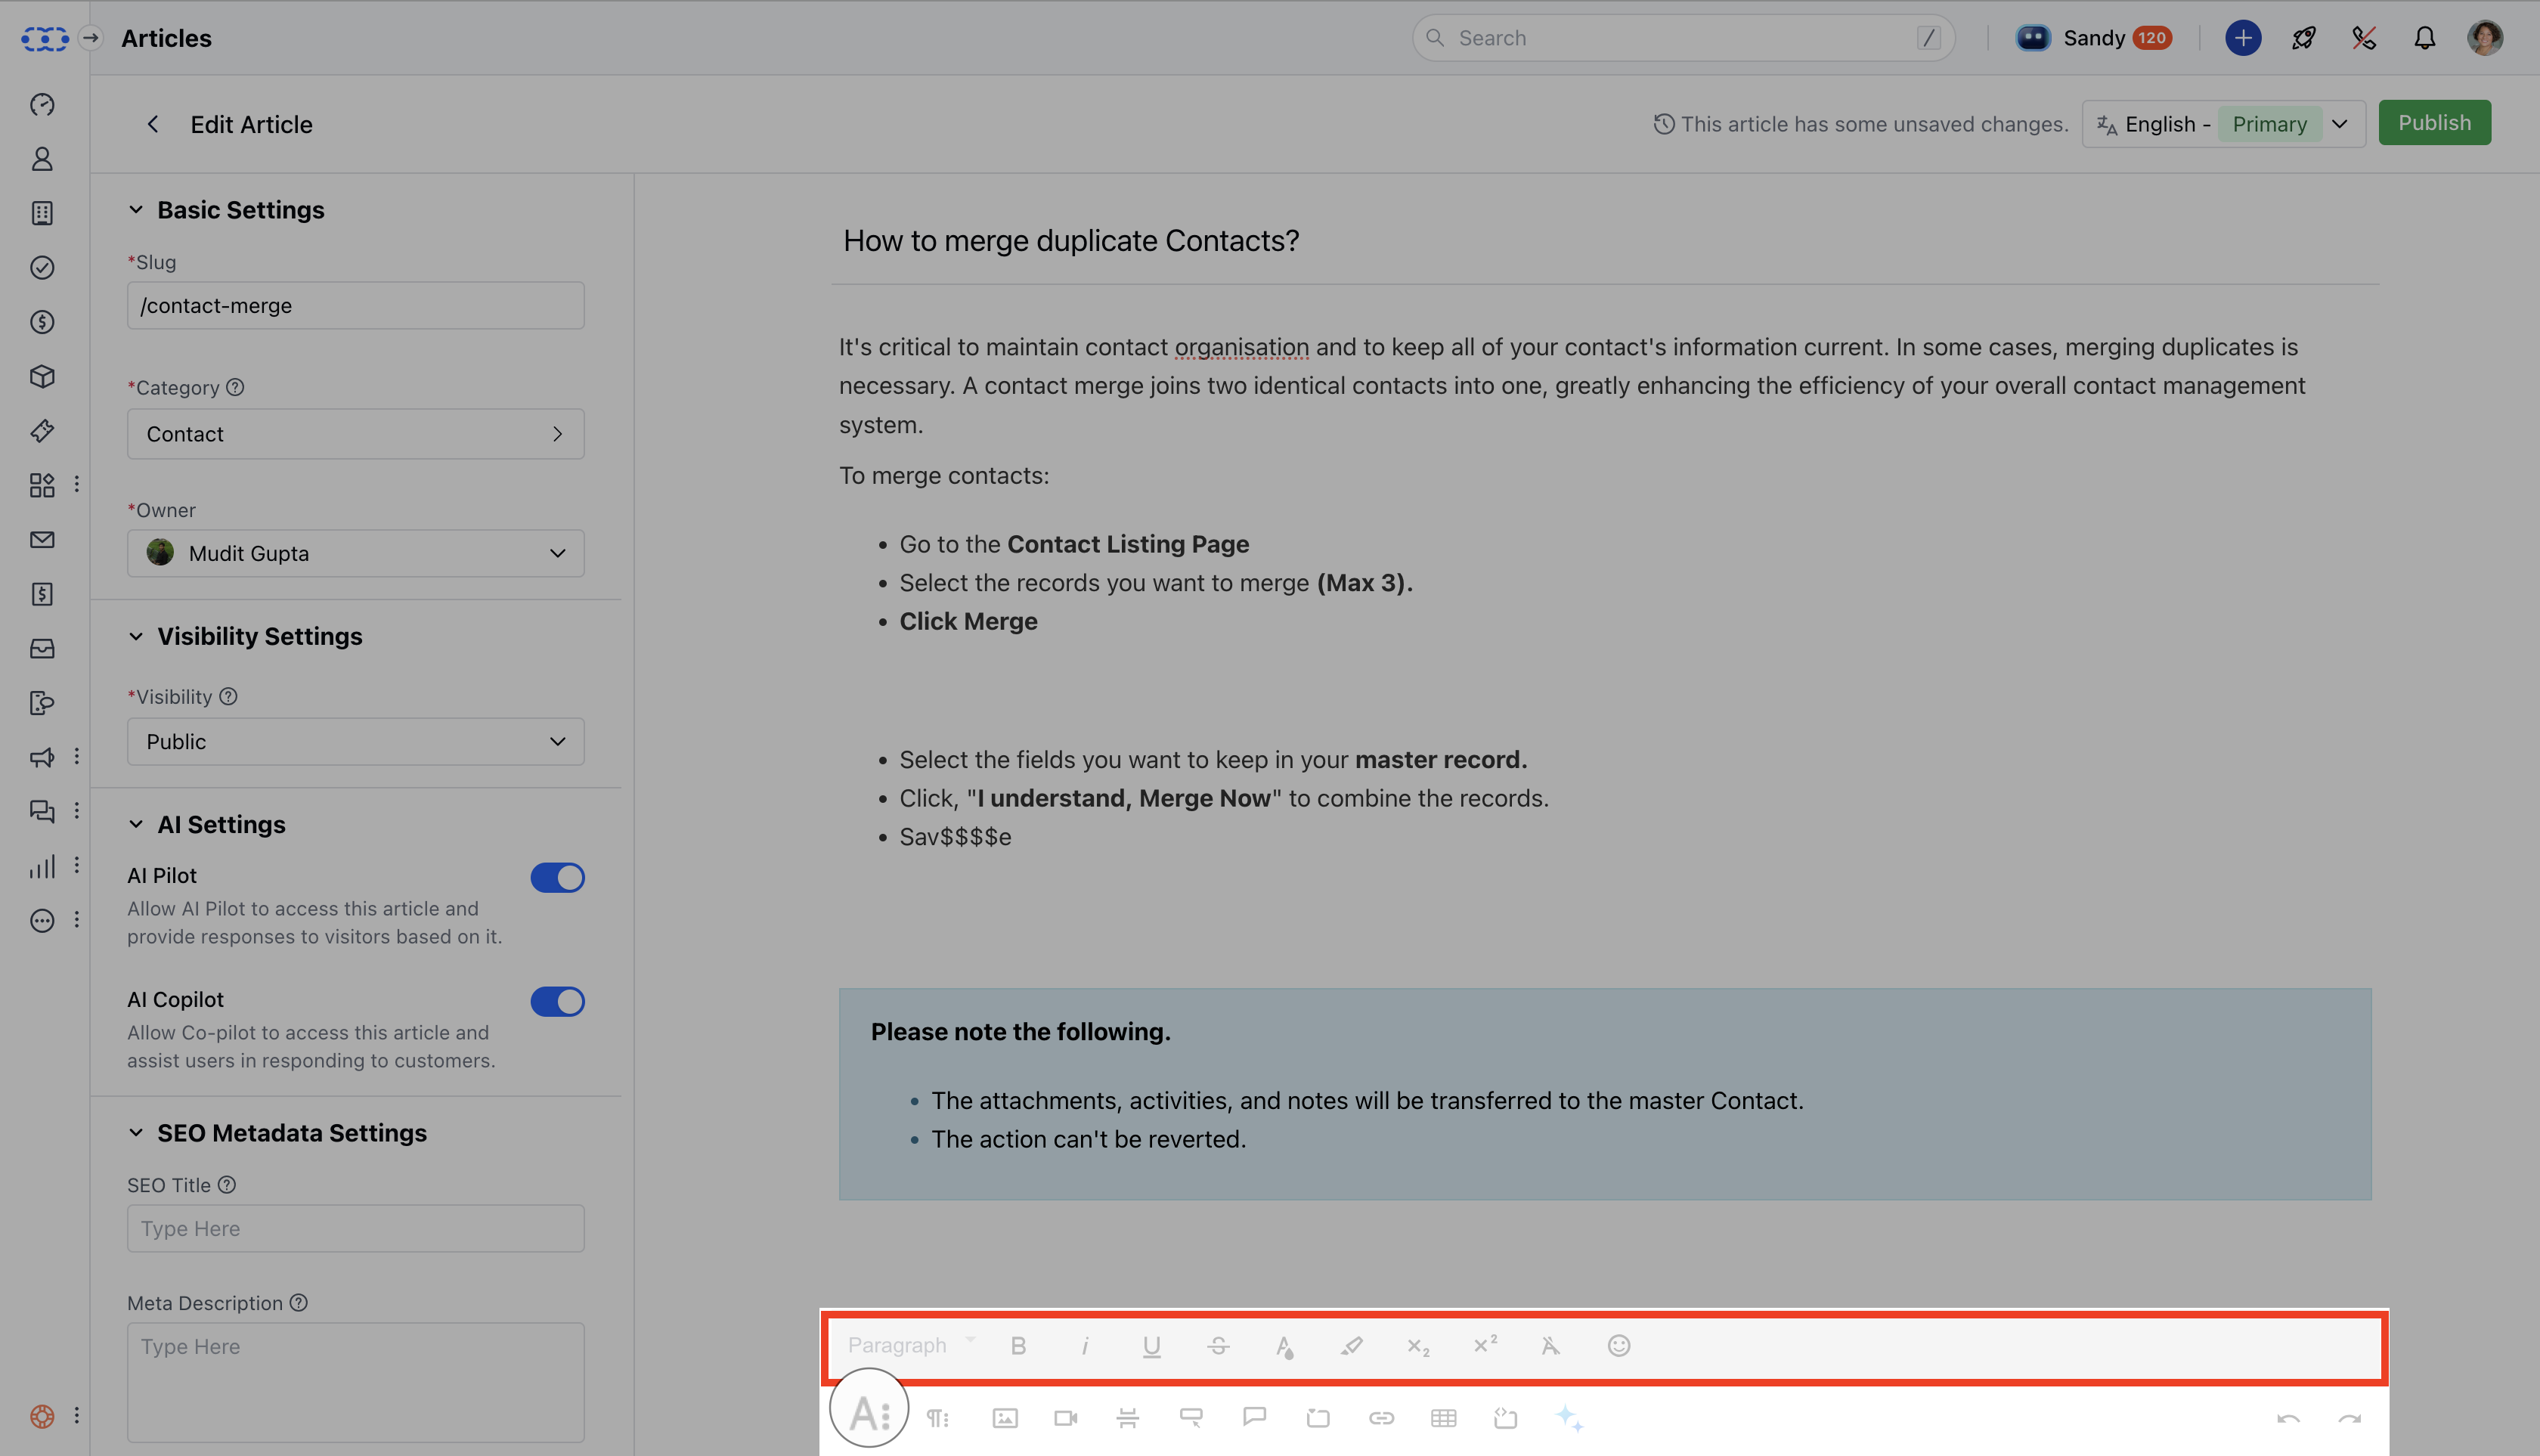 Articles
Search /
Sandy 120
Edit Article
This article has some unsaved changes.
English - Primary
Publish
Basic Settings
*Slug
/contact-merge
*Category
Contact
*Owner
Mudit Gupta
Visibility Settings
*Visibility
Public
AI Settings
AI Pilot
Allow AI Pilot to access this article and
provide responses to visitors based on it.
AI Copilot
Allow Co-pilot to access this article and
assist users in responding to customers.
SEO Metadata Settings
SEO Title
Type Here
Meta Description
Type Here
How to merge duplicate Contacts?
It's critical to maintain contact organisation and to keep all of your contact's information current. In some cases, merging duplicates is
necessary. A contact merge joins two identical contacts into one, greatly enhancing the efficiency of your overall contact management
system.
To merge contacts:
• Go to the Contact Listing Page
• Select the records you want to merge (Max 3).
• Click Merge
• Select the fields you want to keep in your master record.
• Click, "I understand, Merge Now" to combine the records.
• Sav$$$$e
Please note the following.
• The attachments, activities, and notes will be transferred to the master Contact.
• The action can't be reverted.
Paragraph